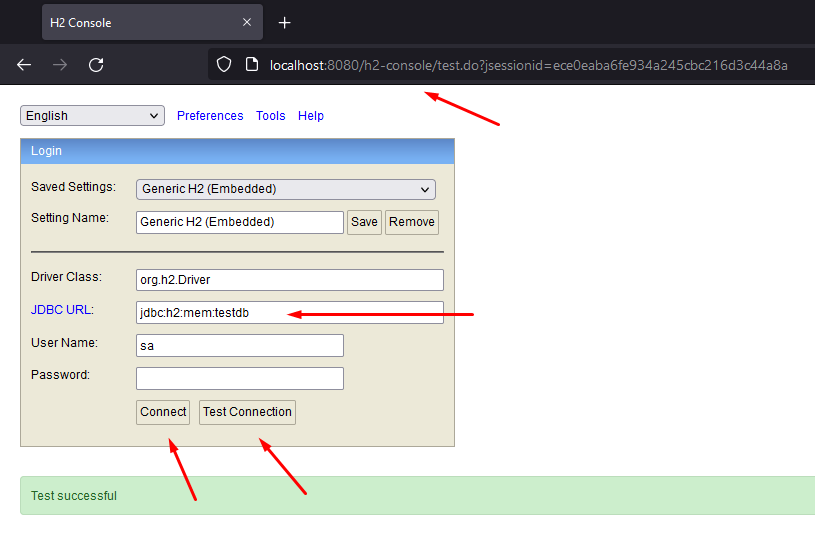 H2 Console
localhost:8080/h2-console/test.do?jsessionid=ece0eaba6fe934a245cbc216d3c44a8a
English Preferences Tools Help
Login
Saved Settings: Generic H2 (Embedded)
Setting Name: Generic H2 (Embedded) Save Remove
Driver Class: org.h2.Driver
JDBC URL: jdbc:h2:mem:testdb
User Name: sa
Password:
Connect Test Connection
Test successful